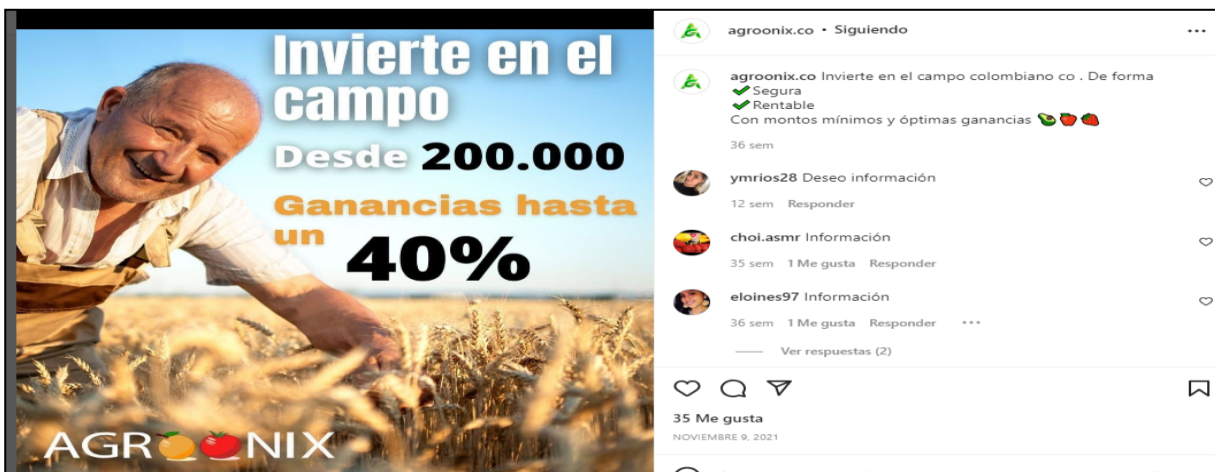 Invierte en el
campo
Desde 200.000
Ganancias hasta
un 40%
AGROONIX
agroonix.co • Siguiendo
agroonix.co Invierte en el campo colombiano co . De forma
✔Segura
✔Rentable
Con montos mínimos y óptimas ganancias 🥑🍎🍓
36 sem
ymrios28 Deseo información
12 sem Responder
choi.asmr Información
35 sem 1 Me gusta Responder
eloines97 Información
36 sem 1 Me gusta Responder
Ver respuestas (2)
35 Me gusta
NOVIEMBRE 9, 2021